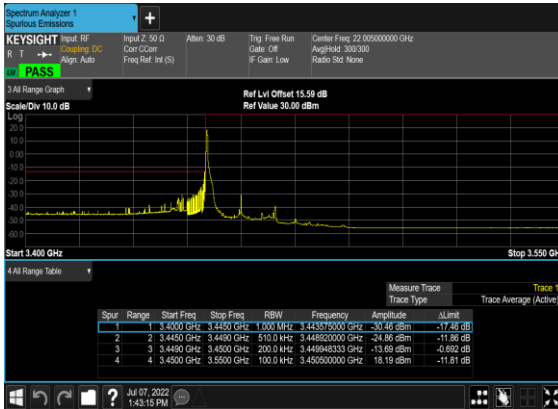 Spectrum Analyzer 1
Spurious Emissions
+
KEYSIGHT Input: RF Input Z: 50 Ω Atten: 30 dB Trig: Free Run Center Freq: 22.005000000 GHz
R T Coupling: DC Corr CCorr Gate: Off Avg|Hold: 300/300
Align: Auto Freq Ref: Int (S) IF Gain: Low Radio Std: None
LXI PASS
3 All Range Graph
Ref Lvl Offset 15.59 dB
Scale/Div 10.0 dB Ref Value 30.00 dBm
Log
20.0
10.0
0.00
-10.0
-20.0
-30.0
-40.0
-50.0
-60.0
Start 3.400 GHz Stop 3.550 GH
4 All Range Table
Measure Trace Trace 1
Trace Type Trace Average (Active)
Spur Range Start Freq Stop Freq RBW Frequency Amplitude ΔLimit
1 1 3.4000 GHz 3.4450 GHz 1.000 MHz 3.443575000 GHz -30.46 dBm -17.46 dB
2 2 3.4450 GHz 3.4490 GHz 510.0 kHz 3.448920000 GHz -24.86 dBm -11.86 dB
3 3 3.4490 GHz 3.4500 GHz 200.0 kHz 3.449948333 GHz -13.69 dBm -0.692 dB
4 4 3.4500 GHz 3.5500 GHz 100.0 kHz 3.450500000 GHz 18.19 dBm -11.81 dB
?
Jul 07, 2022
1:43:15 PM